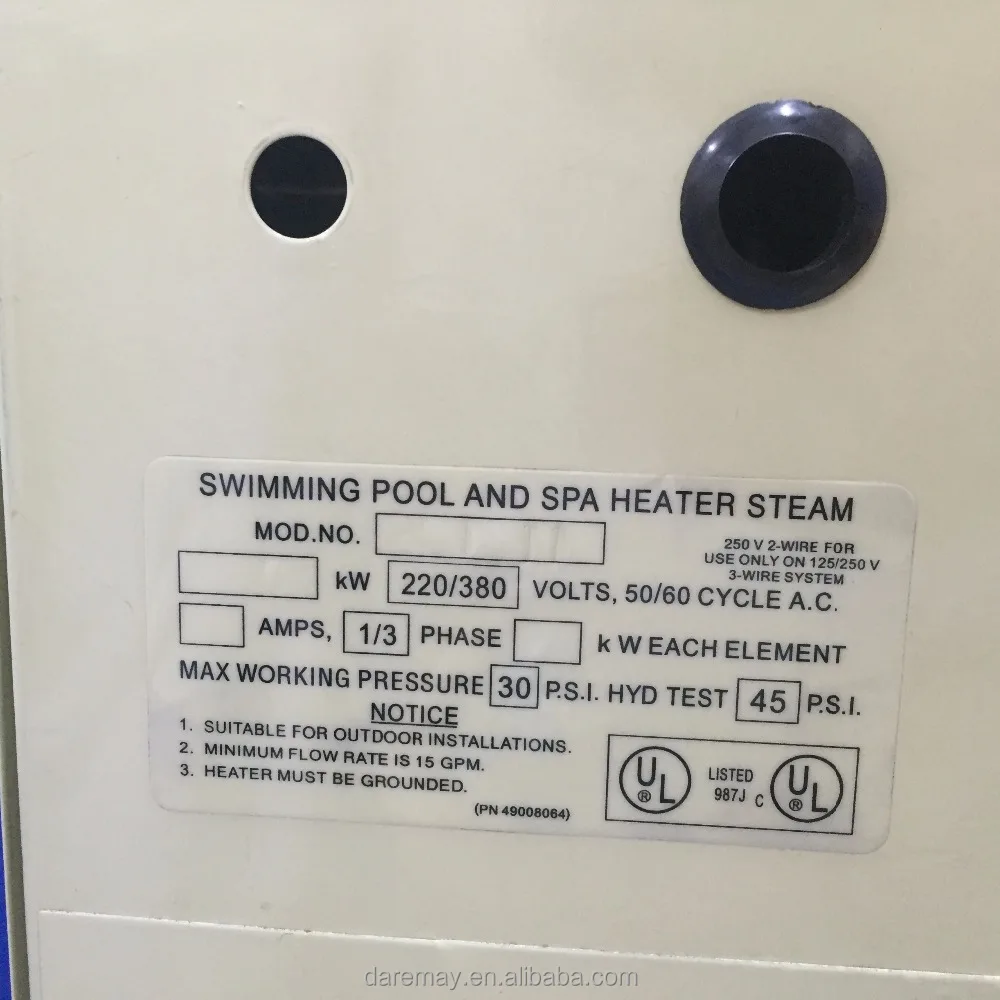 SWIMMING POOL AND SPA HEATER STEAM
MOD.NO.
250 V 2-WIRE FOR
USE ONLY ON 125/250 V
3-WIRE SYSTEM
kW 220/380 VOLTS, 50/60 CYCLE A.C.
AMPS, 1/3 PHASE kW EACH ELEMENT
MAX WORKING PRESSURE 30 P.S.I. HYD TEST 45 P.S.I.
NOTICE
1. SUITABLE FOR OUTDOOR INSTALLATIONS.
2. MINIMUM FLOW RATE IS 15 GPM.
3. HEATER MUST BE GROUNDED.
(PN 49008064)
UL ® LISTED
987J C UL ®
daremay.en.alibaba.com